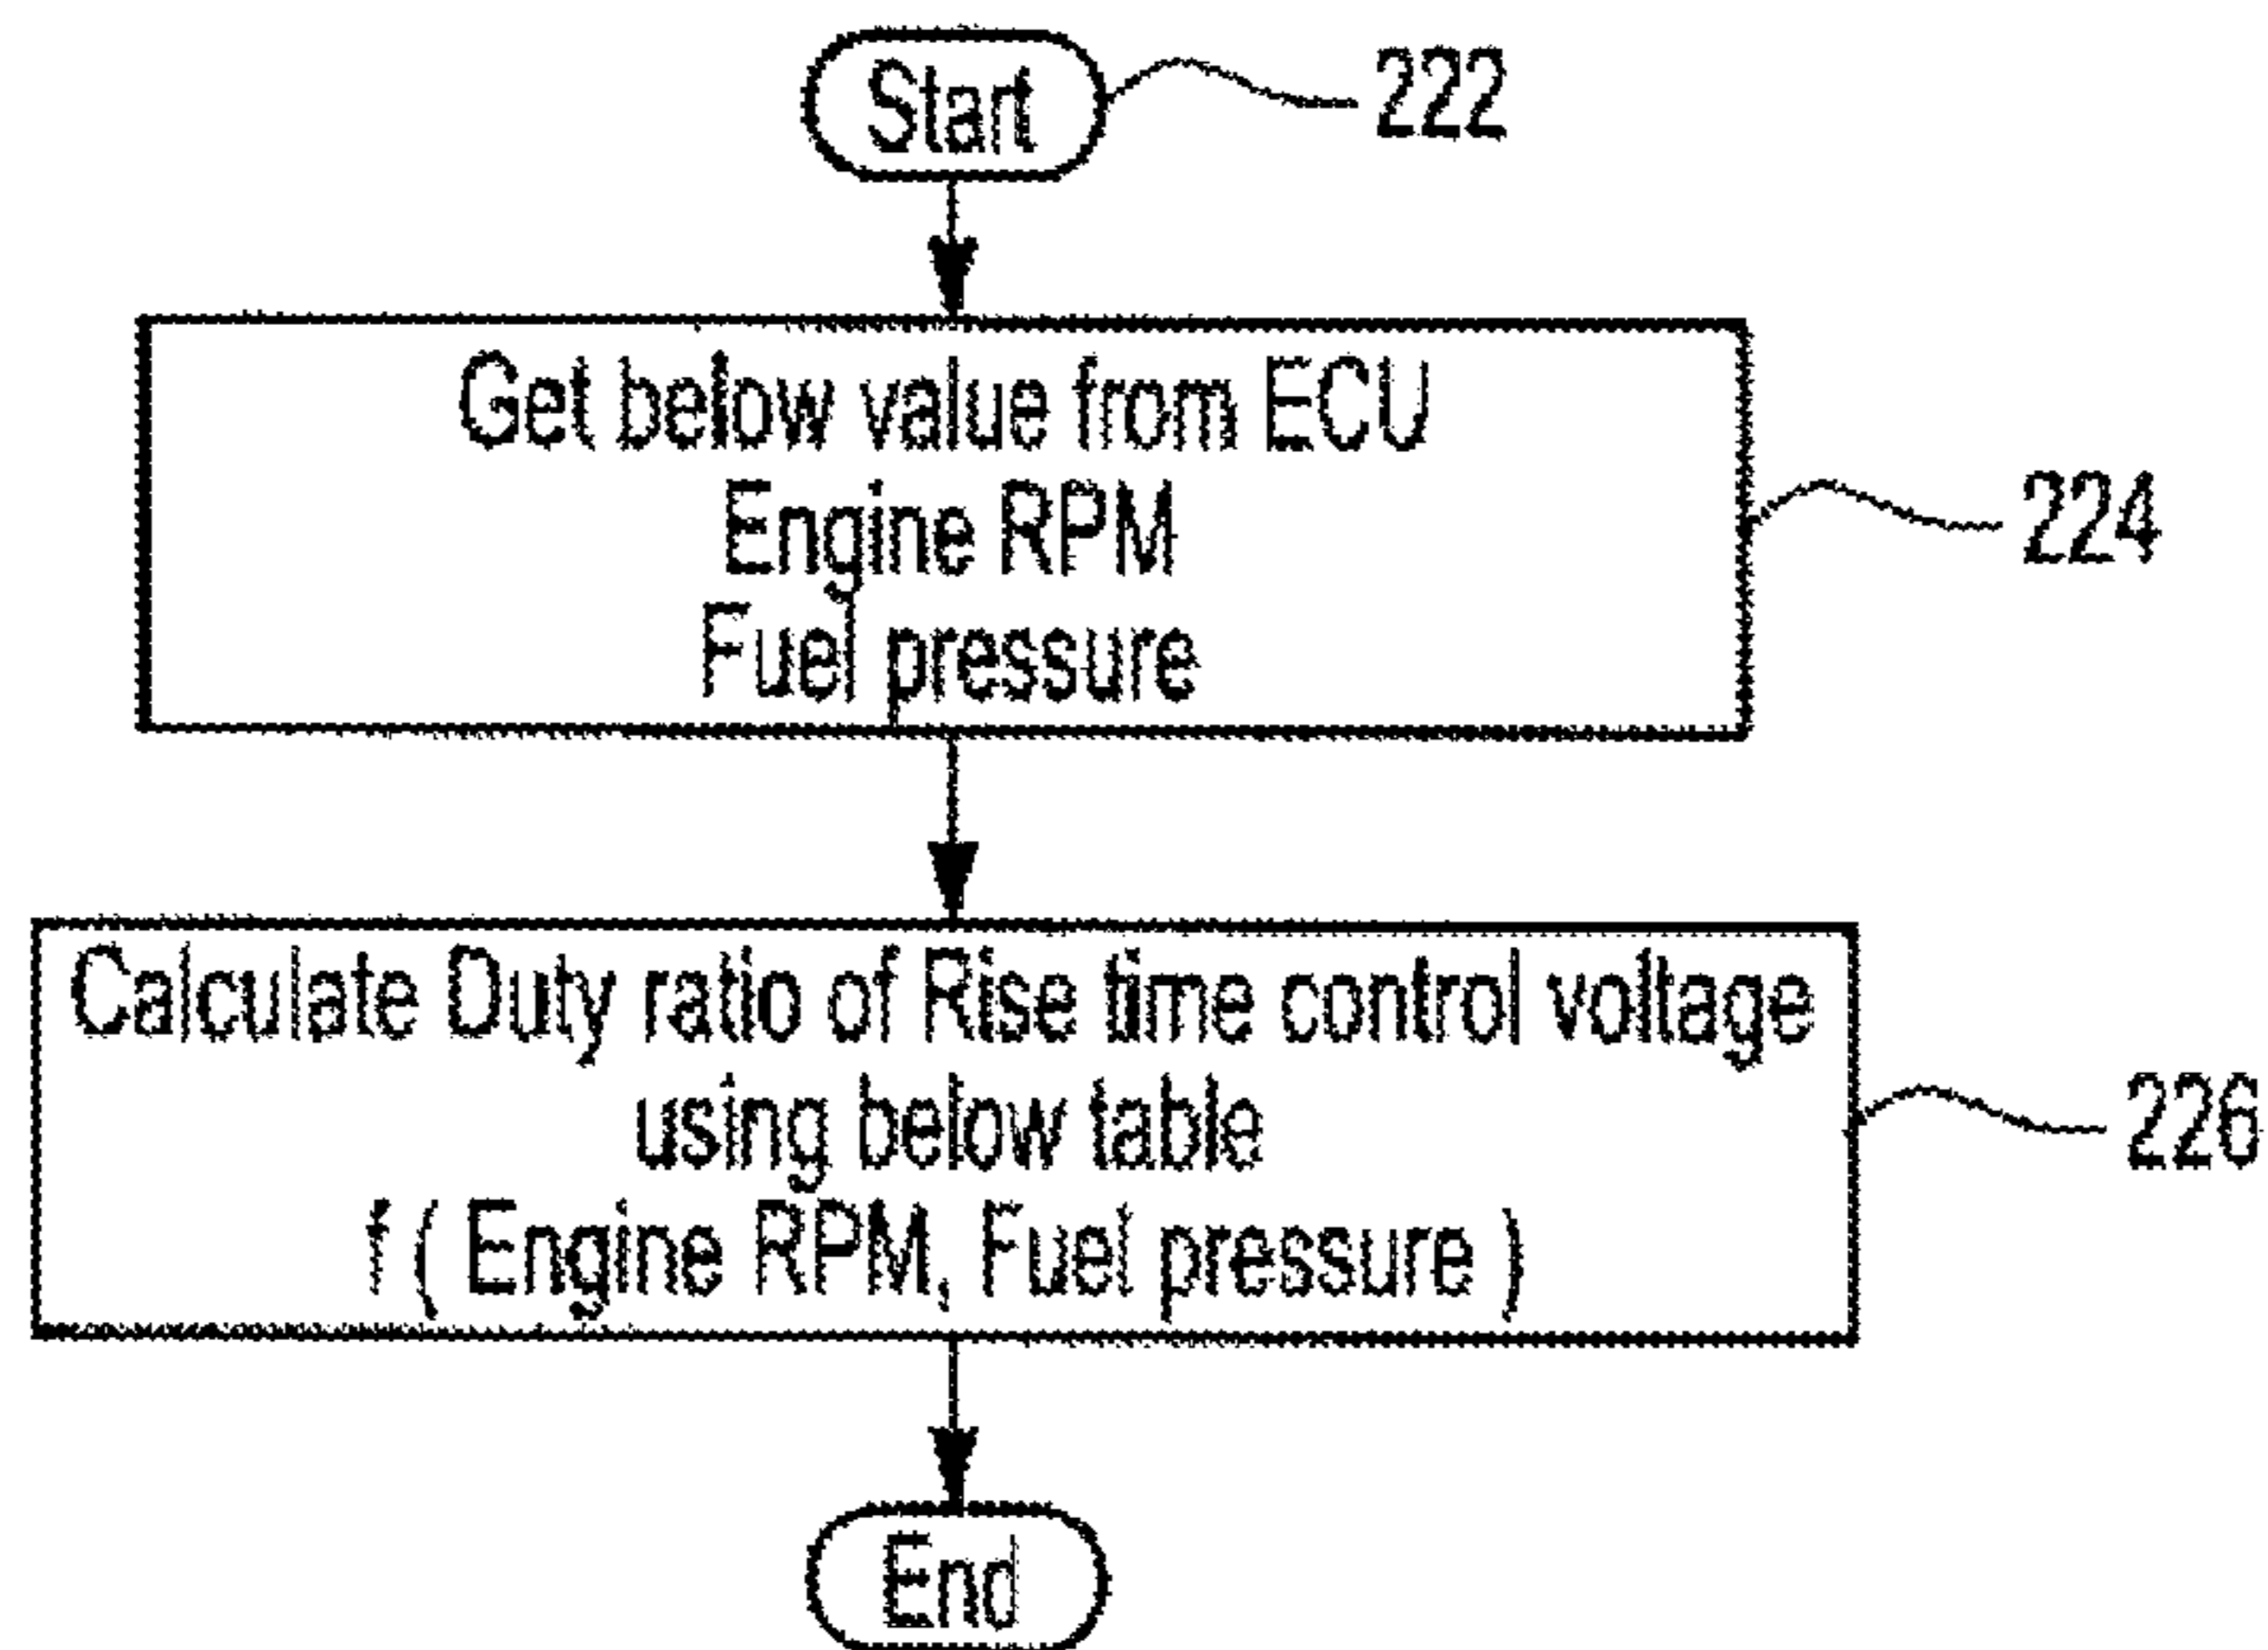 Start
222
Get below value from ECU
Engine RPM
Fuel pressure
224
Calculate Duty ratio of Rise time control voltage
using below table
f ( Engine RPM, Fuel pressure )
226
End